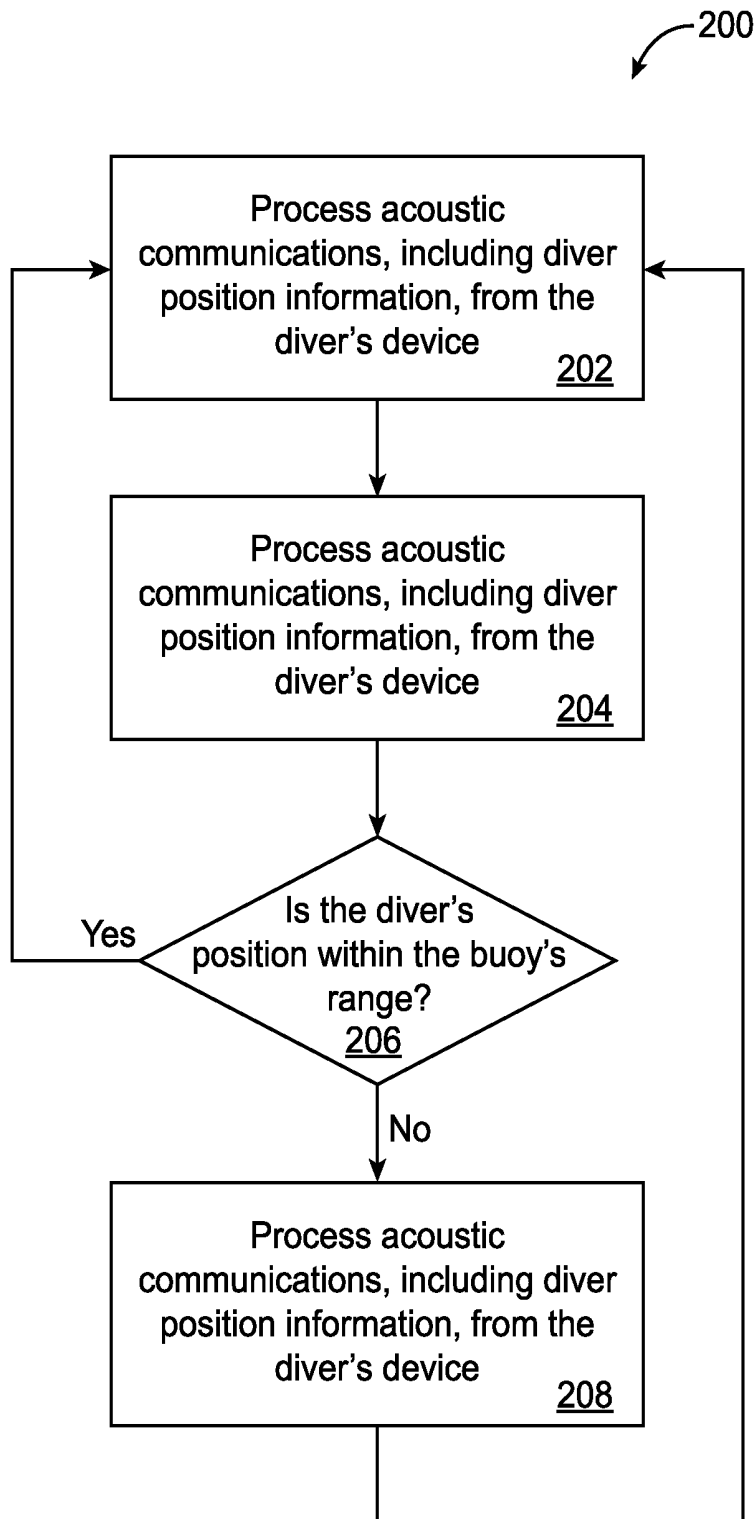 200
Process acoustic
communications, including diver
position information, from the
diver's device
202
Process acoustic
communications, including diver
position information, from the
diver's device
204
Yes
Is the diver's
position within the buoy's
range?
206
No
Process acoustic
communications, including diver
position information, from the
diver's device
208